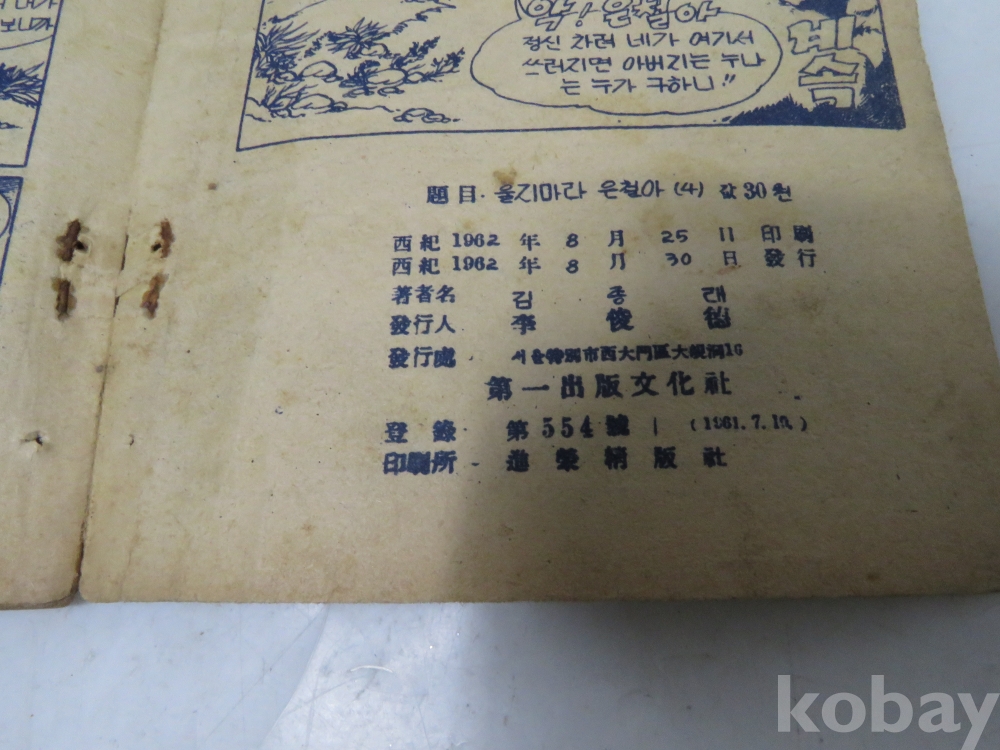 보니까
악! 은철아
정신 차려 네가 여기서
쓰러지면 아버지는 누나
는 누가 구하니!!
題目. 울지마라 은철아 (4) 값 30원
西紀 1962 年 8 月 25 日 印刷
西紀 1962 年 8 月 30 日 發行
著者名 김 종 래
發行人 李 俊 德
發行處 서울特別市西大門區大峴洞16
第一出版文化社
登錄. 第 554 號 | (1961.7.10.)
印刷所 . 進榮精版社
kobay